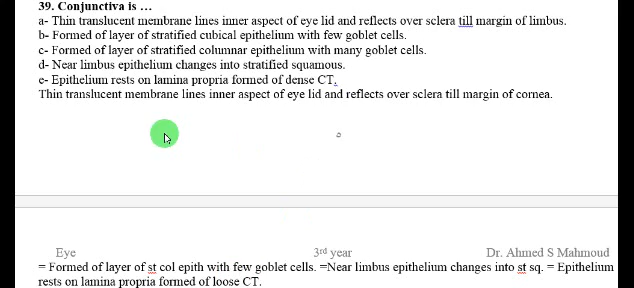 39. Conjunctiva is …
a- Thin translucent membrane lines inner aspect of eye lid and reflects over sclera till margin of limbus.
b- Formed of layer of stratified cubical epithelium with few goblet cells.
c- Formed of layer of stratified columnar epithelium with many goblet cells.
d- Near limbus epithelium changes into stratified squamous.
e- Epithelium rests on lamina propria formed of dense CT.
Thin translucent membrane lines inner aspect of eye lid and reflects over sclera till margin of cornea.
Eye 3rd year Dr. Ahmed S Mahmoud
= Formed of layer of st col epith with few goblet cells. =Near limbus epithelium changes into st sq. = Epithelium
rests on lamina propria formed of loose CT.